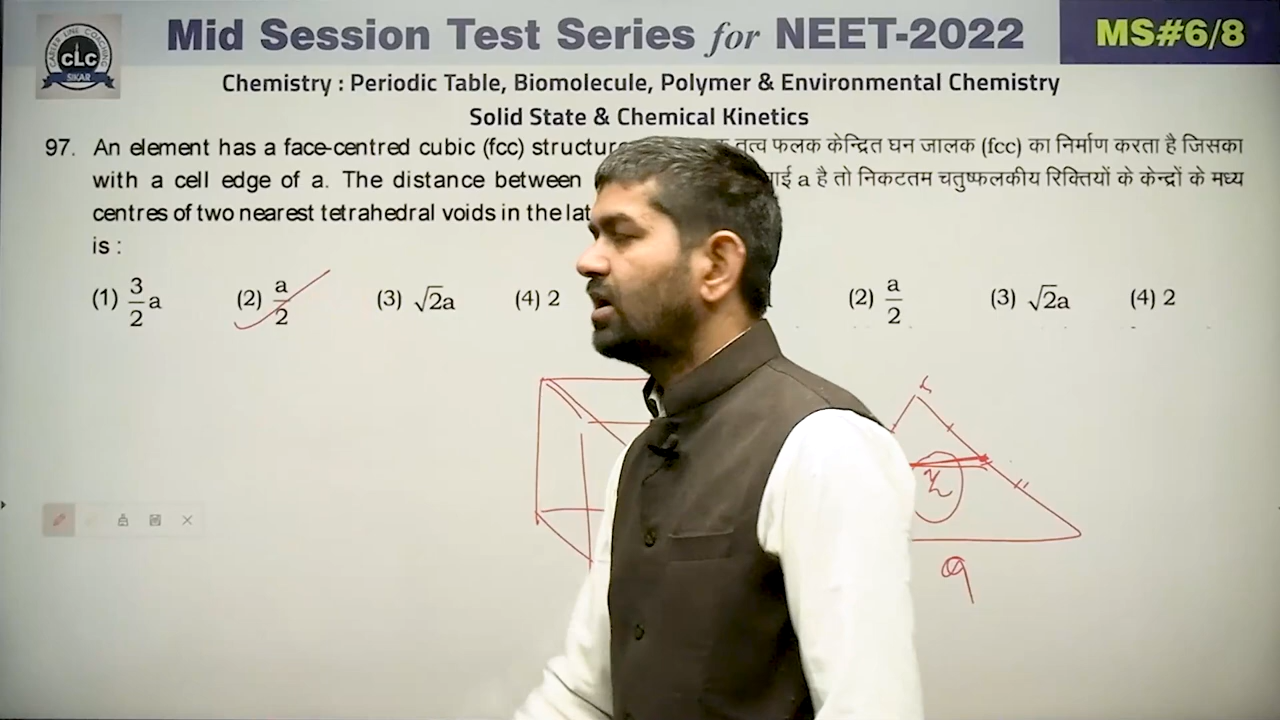 Mid Session Test Series for NEET-2022
MS#6/8
CAREER LINE COACHING
CLC
SIKAR
Chemistry : Periodic Table, Biomolecule, Polymer & Environmental Chemistry
Solid State & Chemical Kinetics
97. An element has a face-centred cubic (fcc) structure
with a cell edge of a. The distance between
centres of two nearest tetrahedral voids in the
is :
(1) 3/2 a (2) a/2 (3) √2a (4) 2
तत्व फलक केन्द्रित घन जालक (fcc) का निर्माण करता है जिसका
a है तो निकटतम चतुष्फलकीय रिक्तियों के केन्द्रों के मध्य
(2) a/2 (3) √2a (4) 2
a